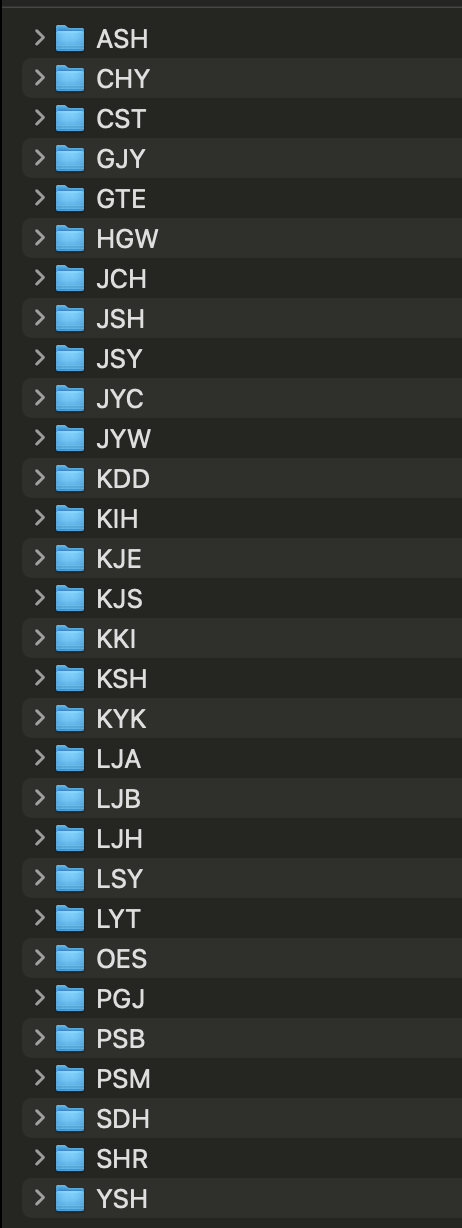 ASH
CHY
CST
GJY
GTE
HGW
JCH
JSH
JSY
JYC
JYW
KDD
KIH
KJE
KJS
KKI
KSH
KYK
LJA
LJB
LJH
LSY
LYT
OES
PGJ
PSB
PSM
SDH
SHR
YSH